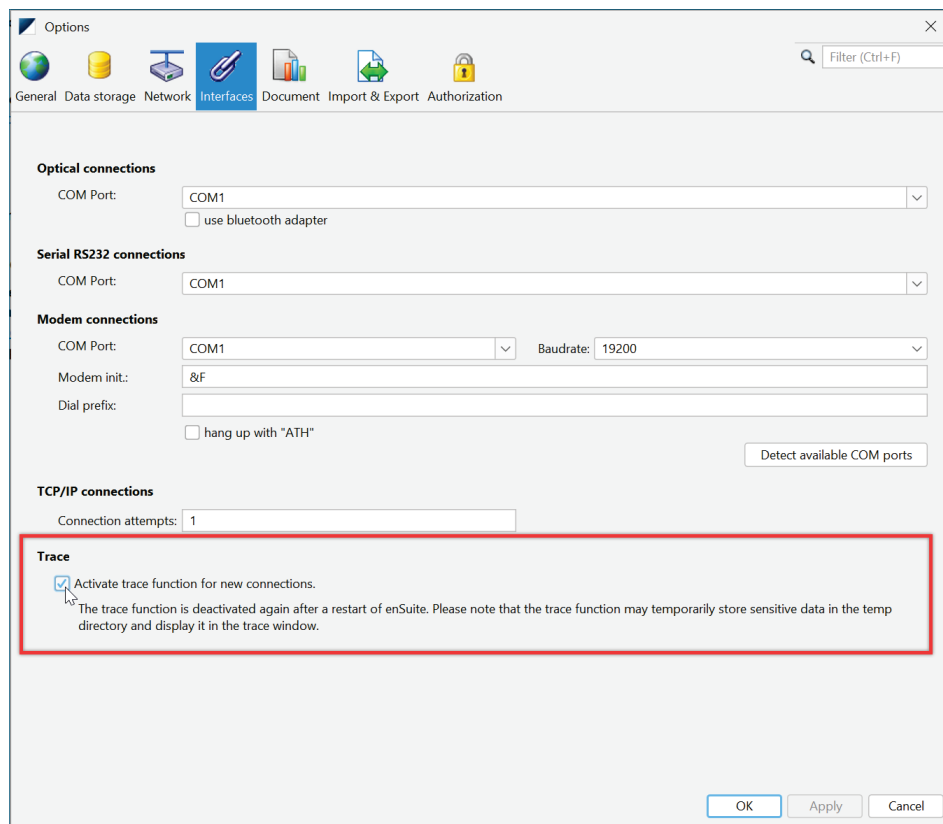 Options
Filter (Ctrl+F)
General Data storage Network Interfaces Document Import & Export Authorization
Optical connections
COM Port: COM1
use bluetooth adapter
Serial RS232 connections
COM Port: COM1
Modem connections
COM Port: COM1 Baudrate: 19200
Modem init.: &F
Dial prefix:
hang up with "ATH"
Detect available COM ports
TCP/IP connections
Connection attempts: 1
Trace
Activate trace function for new connections.
The trace function is deactivated again after a restart of enSuite. Please note that the trace function may temporarily store sensitive data in the temp
directory and display it in the trace window.
OK Apply Cancel